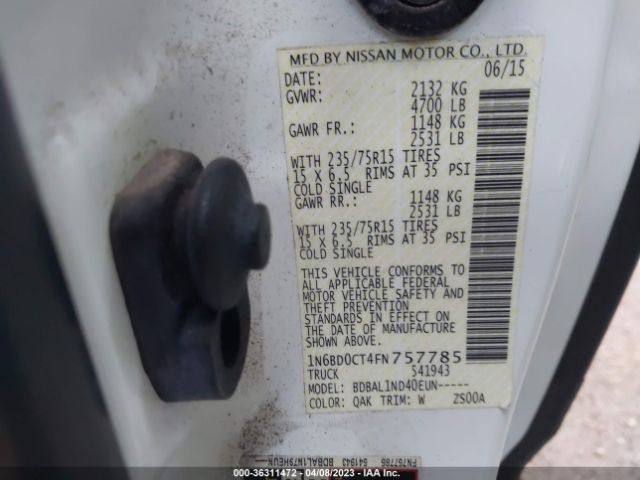 MFD BY NISSAN MOTOR CO., LTD.
DATE: 06/15
GVWR: 2132 KG
4700 LB
GAWR FR.: 1148 KG
2531 LB
WITH 235/75R15 TIRES
15 X 6.5 RIMS AT 35 PSI
COLD SINGLE
GAWR RR.: 1148 KG
2531 LB
WITH 235/75R15 TIRES
15 X 6.5 RIMS AT 35 PSI
COLD SINGLE
THIS VEHICLE CONFORMS TO
ALL APPLICABLE FEDERAL
MOTOR VEHICLE SAFETY AND
THEFT PREVENTION
STANDARDS IN EFFECT ON
THE DATE OF MANUFACTURE
SHOWN ABOVE.
1N6BD0CT4FN757785
TRUCK 541943
MODEL: BDBAL1ND40EUN-----
COLOR: QAK TRIM: W ZS00A
541943
IAAI: 36311472 - 04/08/2023 - Copyright IAA, Inc.